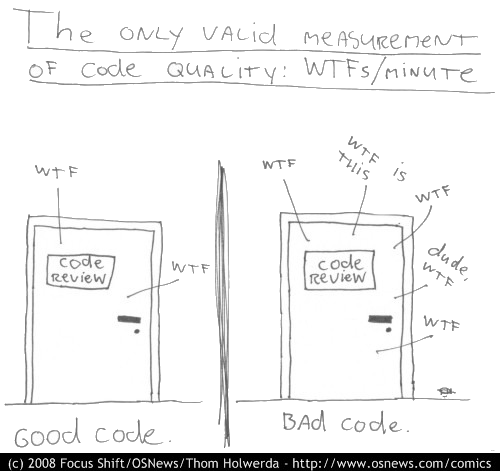 The ONLY VALID MEASUREMENT
OF CODE QUALITY: WTFs/MINUTE
WTF
CODE
REVIEW
WTF
GOOD CODE.
WTF
WTF IS
THIS
WTF
CODE
REVIEW
dude,
WTF
WTF
BAD CODE.
(c) 2008 Focus Shift/OSNews/Thom Holwerda - http://www.osnews.com/comics